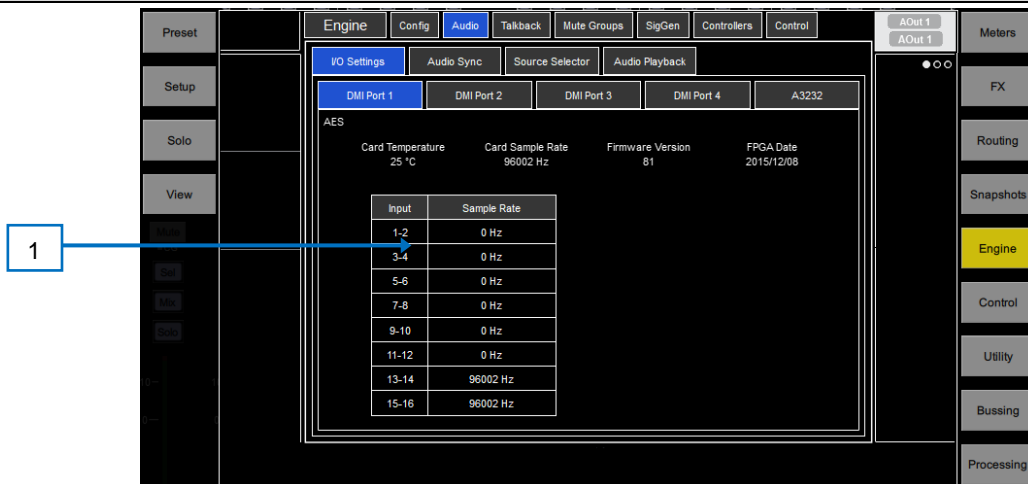 Preset
Engine Config Audio Talkback Mute Groups SigGen Controllers Control
AOut 1
AOut 1
Meters
I/O Settings Audio Sync Source Selector Audio Playback
Setup
DMI Port 1 DMI Port 2 DMI Port 3 DMI Port 4 A3232
FX
AES
Solo
Card Temperature Card Sample Rate Firmware Version FPGA Date
25 °C 96002 Hz 81 2015/12/08
Routing
View
Input Sample Rate
Snapshots
Mute
1-2 0 Hz
1
3-4 0 Hz
Engine
Sel
5-6 0 Hz
Mix
7-8 0 Hz
Control
Solo
9-10 0 Hz
11-12 0 Hz
Utility
13-14 96002 Hz
15-16 96002 Hz
Bussing
Processing